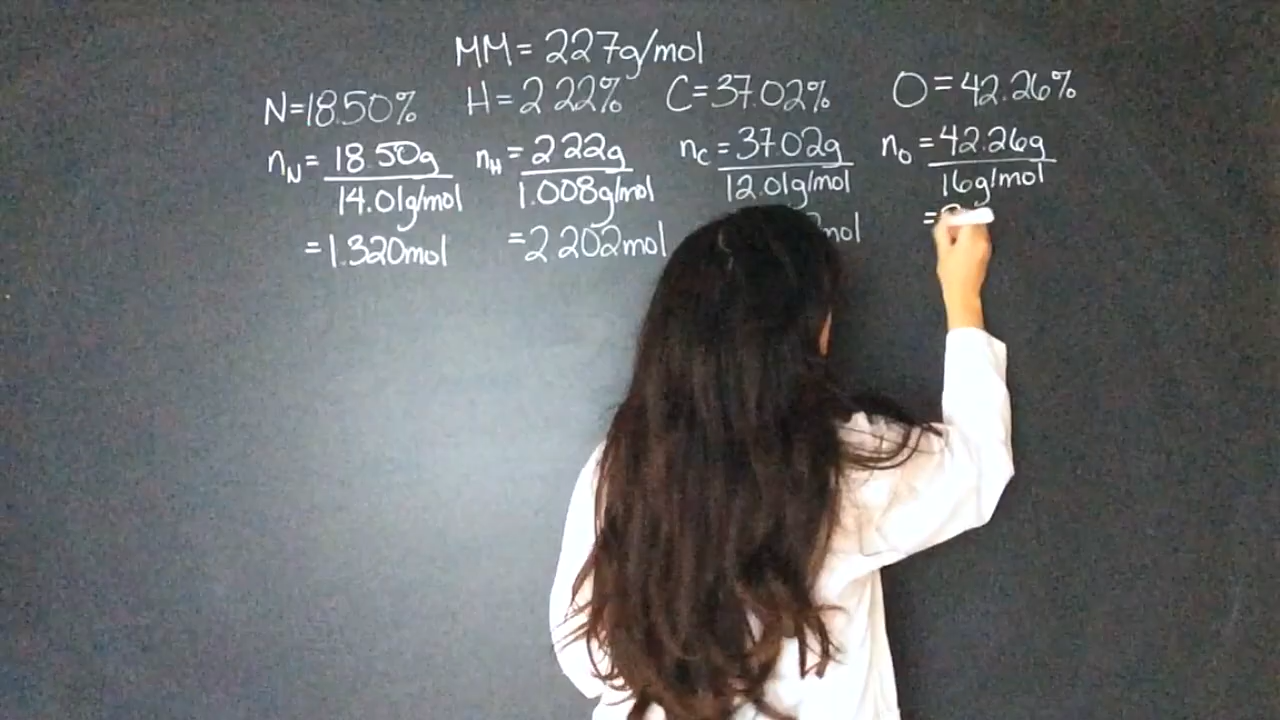 MM= 227g/mol
N=18.50% H=2 22% C=37.02% O=42.26%
nN = 18 50g / 14.01g/mol nH = 2 22g / 1.008g/mol nC = 37.02g / 12.01g/mol nO = 42.26g / 16g/mol
=1.320mol =2 202mol mol =